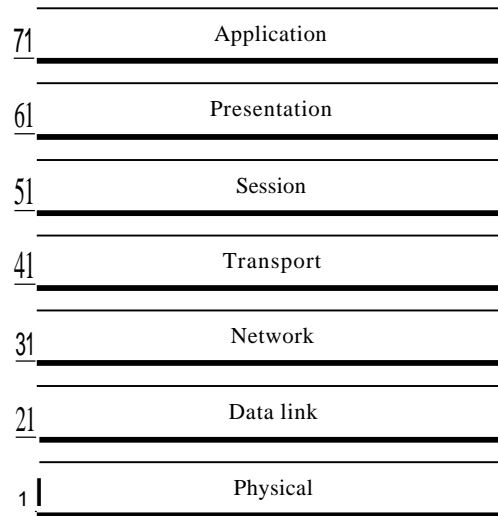 71 Application
61 Presentation
51 Session
41 Transport
31 Network
21 Data link
1 Physical